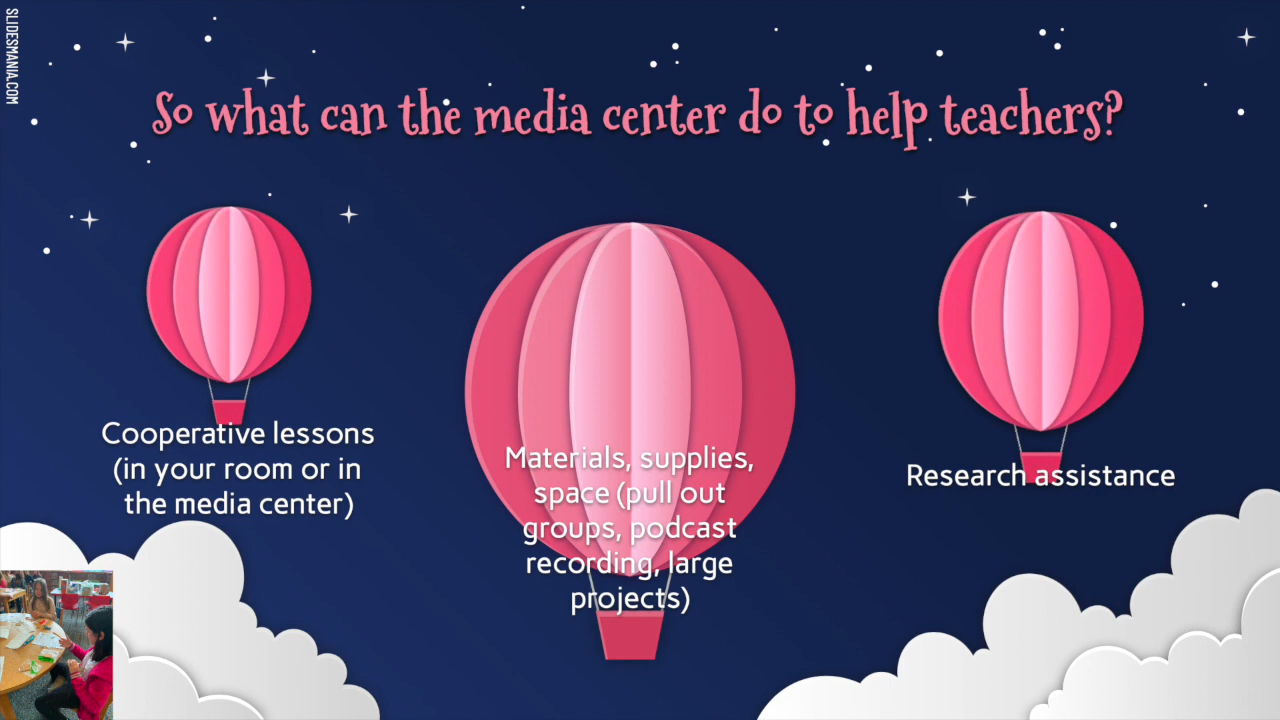 SLIDESMANIA.COM
So what can the media center do to help teachers?
Cooperative lessons
(in your room or in
the media center)
Materials, supplies,
space (pull out
groups, podcast
recording, large
projects)
Research assistance